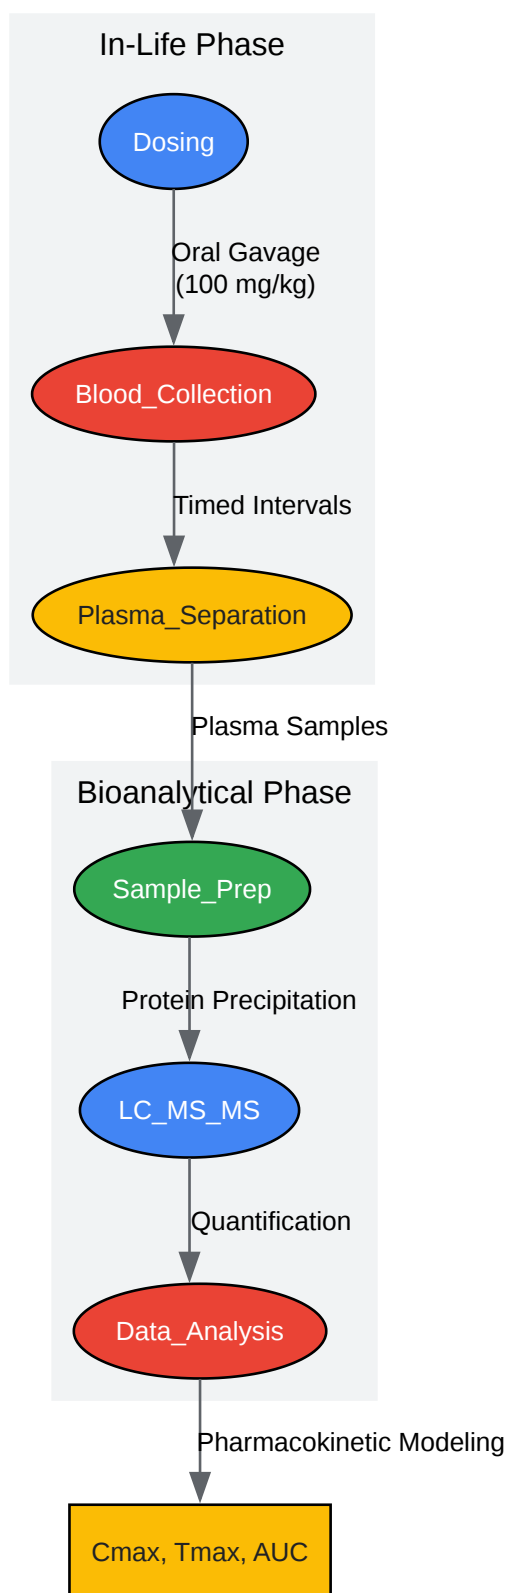 In-Life Phase
Dosing
Oral Gavage
(100 mg/kg)
Blood_Collection
Timed Intervals
Plasma_Separation
Plasma Samples
Bioanalytical Phase
Sample_Prep
Protein Precipitation
LC_MS_MS
Quantification
Data_Analysis
Pharmacokinetic Modeling
Cmax, Tmax, AUC